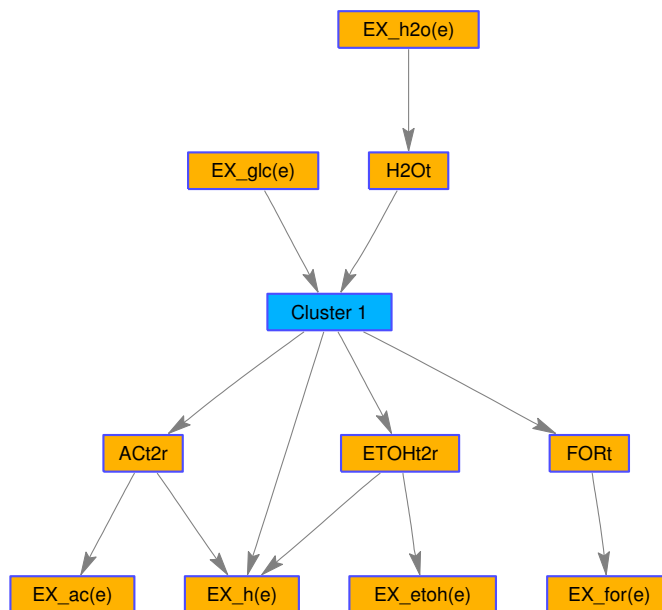 EX_h2o(e)
EX_glc(e)
H2Ot
Cluster 1
ACt2r
ETOHt2r
FORt
EX_ac(e)
EX_h(e)
EX_etoh(e)
EX_for(e)